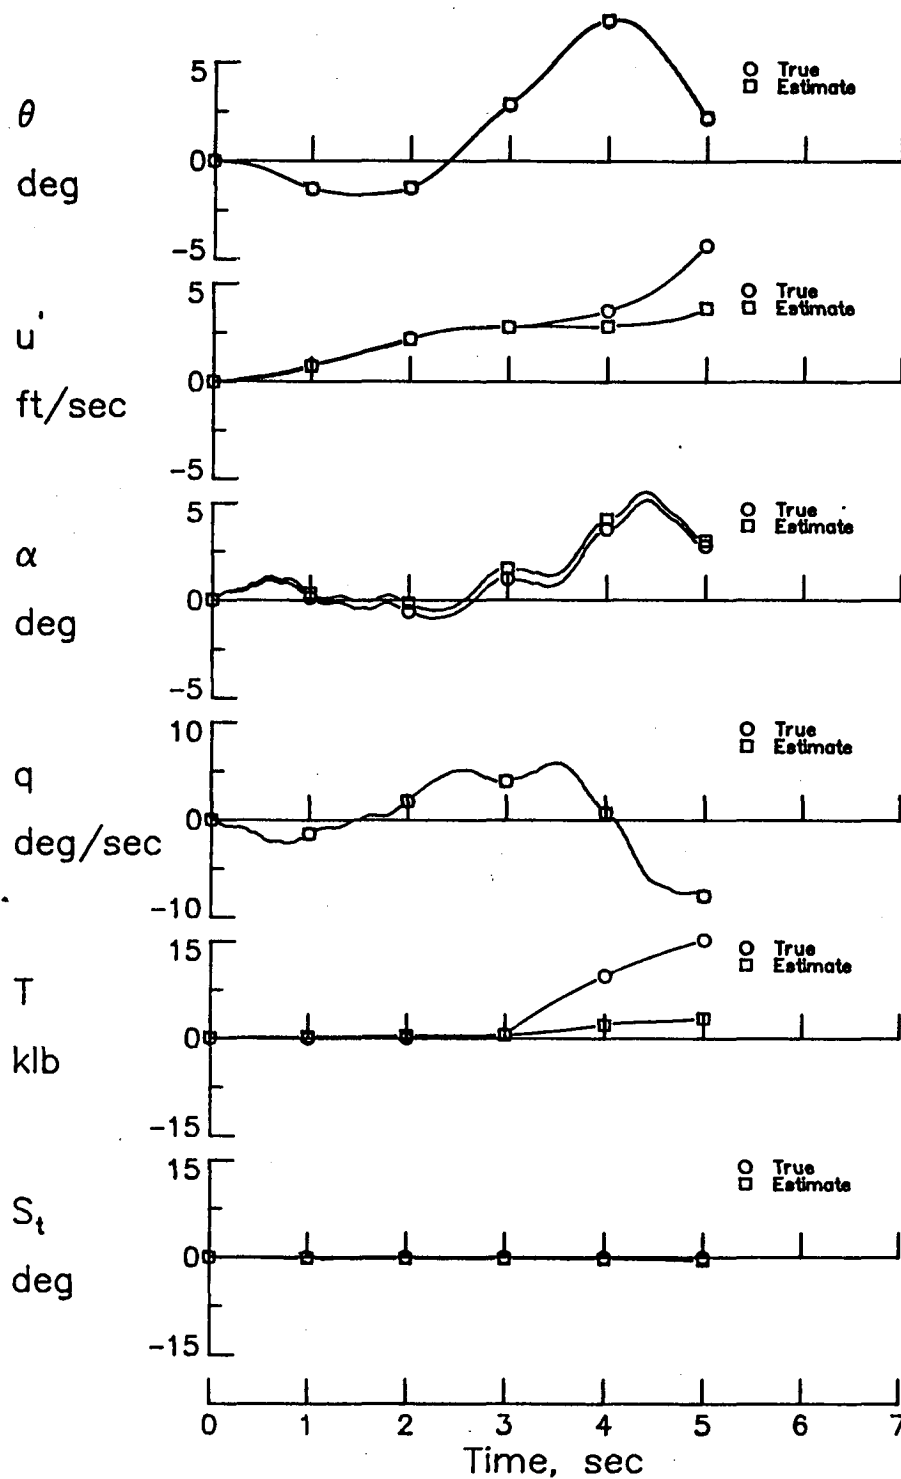 5
θ
deg
0
-5
True
Estimate
5
u'
ft/sec
0
-5
True
Estimate
5
α
deg
0
-5
True
Estimate
10
q
deg/sec
0
-10
True
Estimate
15
T
klb
0
-15
True
Estimate
15
S_t
deg
0
-15
True
Estimate
0 1 2 3 4 5 6 7
Time, sec